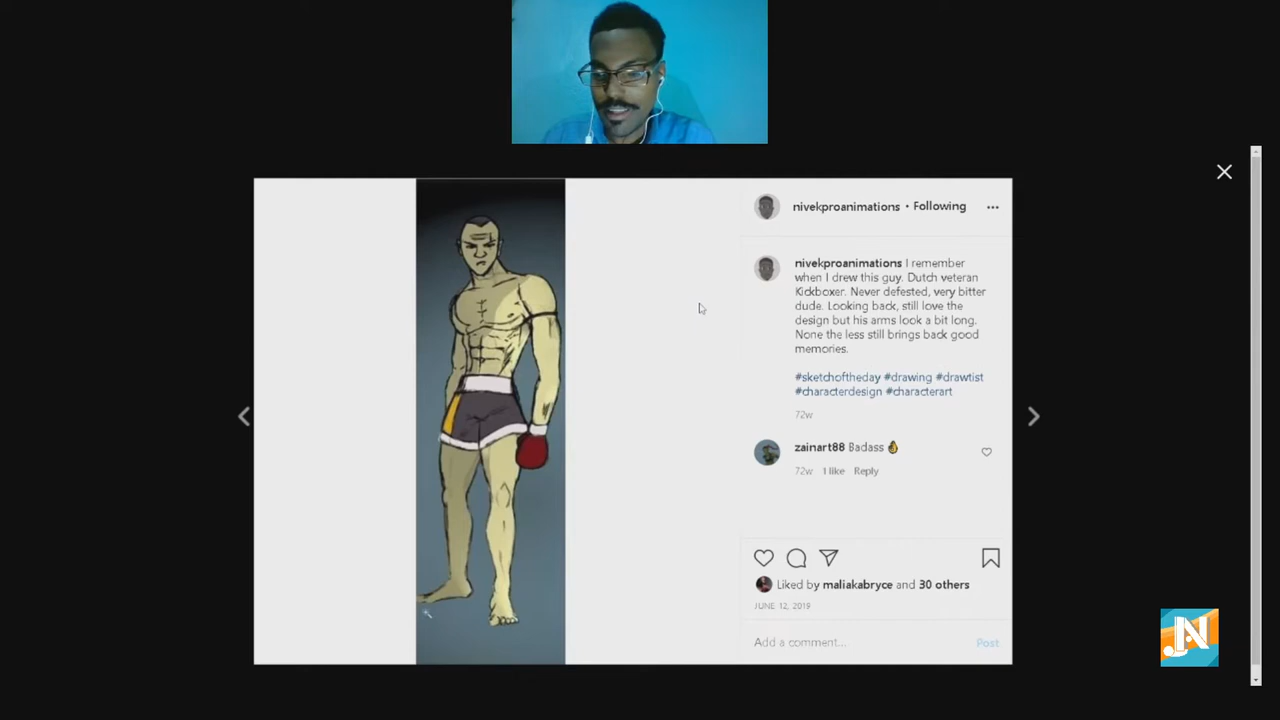 nivekproanimations • Following
nivekproanimations I remember
when I drew this guy. Dutch veteran
Kickboxer. Never defested, very bitter
dude. Looking back, still love the
design but his arms look a bit long.
None the less still brings back good
memories.
#sketchoftheday #drawing #drawtist
#characterdesign #characterart
72w
zainart88 Badass 👌
72w 1 like Reply
Liked by maliakabryce and 30 others
JUNE 12, 2019
Add a comment... Post
JN